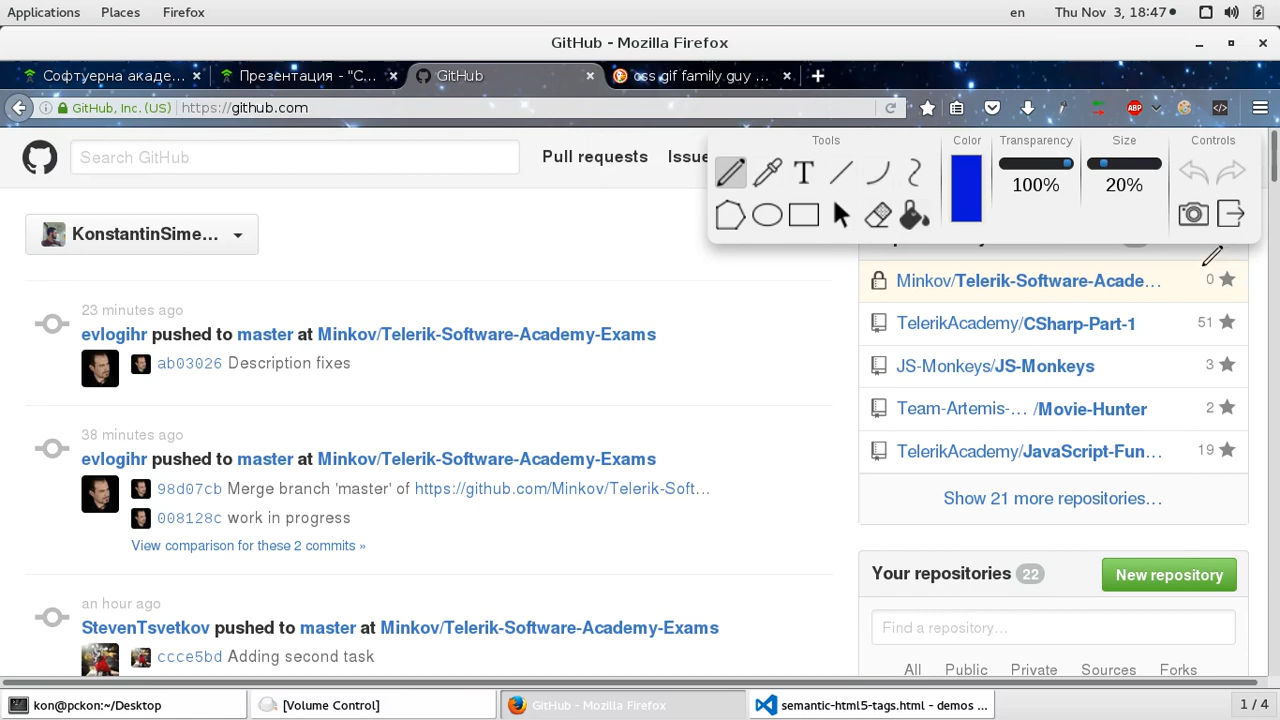 Applications Places Firefox en Thu Nov 3, 18:47
GitHub - Mozilla Firefox
Софтуерна акаде... Презентация - "С... GitHub css gif family guy ...
GitHub, Inc. (US) https://github.com ABP
Search GitHub Pull requests Issue
Tools Color Transparency Size Controls
T 100% 20%
KonstantinSime...
Minkov/Telerik-Software-Acade... 0
TelerikAcademy/CSharp-Part-1 51
JS-Monkeys/JS-Monkeys 3
Team-Artemis-... /Movie-Hunter 2
TelerikAcademy/JavaScript-Fun... 19
Show 21 more repositories...
23 minutes ago
evlogihr pushed to master at Minkov/Telerik-Software-Academy-Exams
ab03026 Description fixes
38 minutes ago
evlogihr pushed to master at Minkov/Telerik-Software-Academy-Exams
98d07cb Merge branch 'master' of https://github.com/Minkov/Telerik-Soft...
008128c work in progress
View comparison for these 2 commits »
an hour ago
StevenTsvetkov pushed to master at Minkov/Telerik-Software-Academy-Exams
ccce5bd Adding second task
Your repositories 22 New repository
Find a repository...
All Public Private Sources Forks
kon@pckon:~/Desktop [Volume Control] GitHub - Mozilla Firefox semantic-html5-tags.html - demos ... 1 / 4